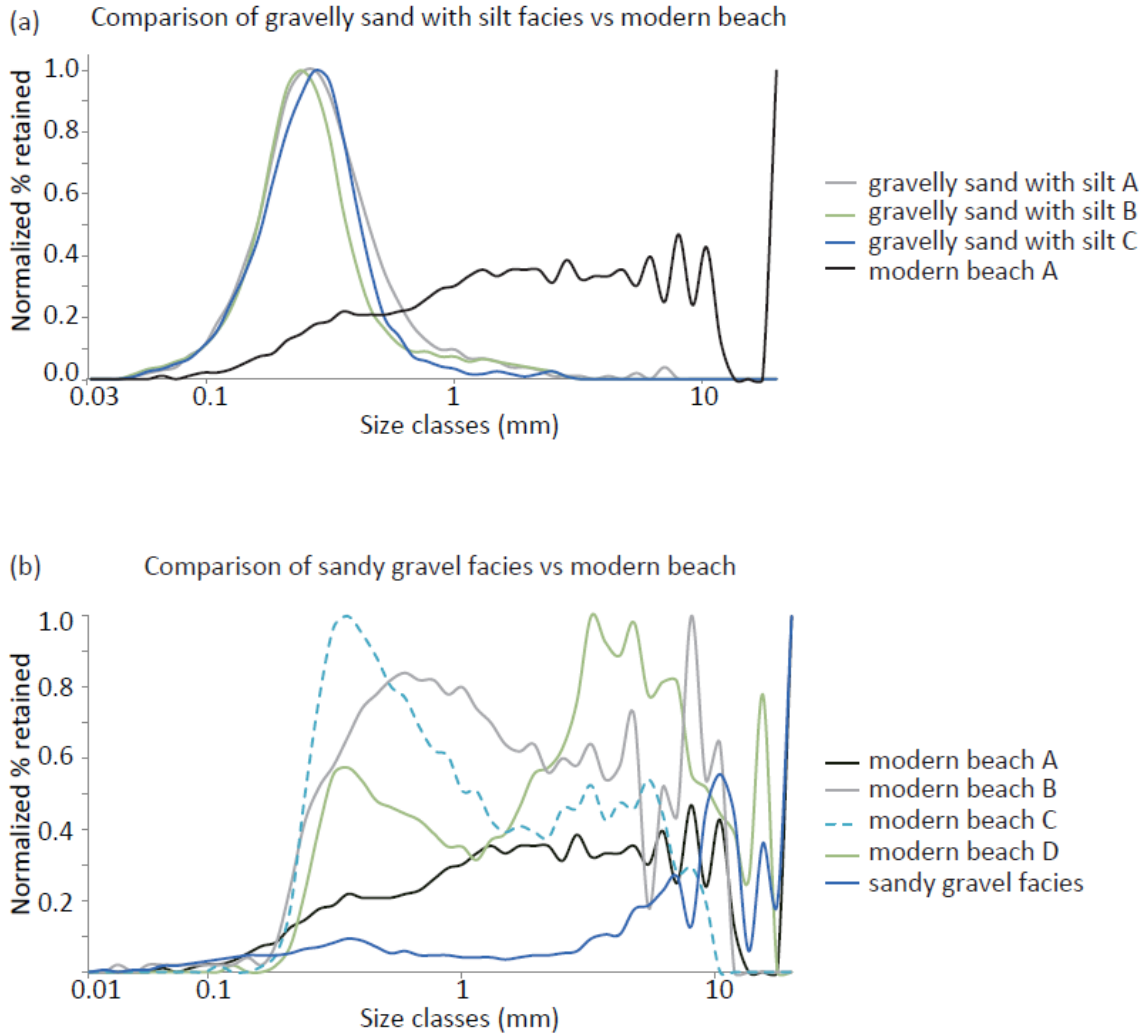 (a)
Comparison of gravelly sand with silt facies vs modern beach
Normalized % retained
1.0
0.8
0.6
0.4
0.2
0.0
0.03
0.1
1
10
Size classes (mm)
gravelly sand with silt A
gravelly sand with silt B
gravelly sand with silt C
modern beach A
(b)
Comparison of sandy gravel facies vs modern beach
Normalized % retained
1.0
0.8
0.6
0.4
0.2
0.01
0.1
1
10
Size classes (mm)
modern beach A
modern beach B
modern beach C
modern beach D
sandy gravel facies